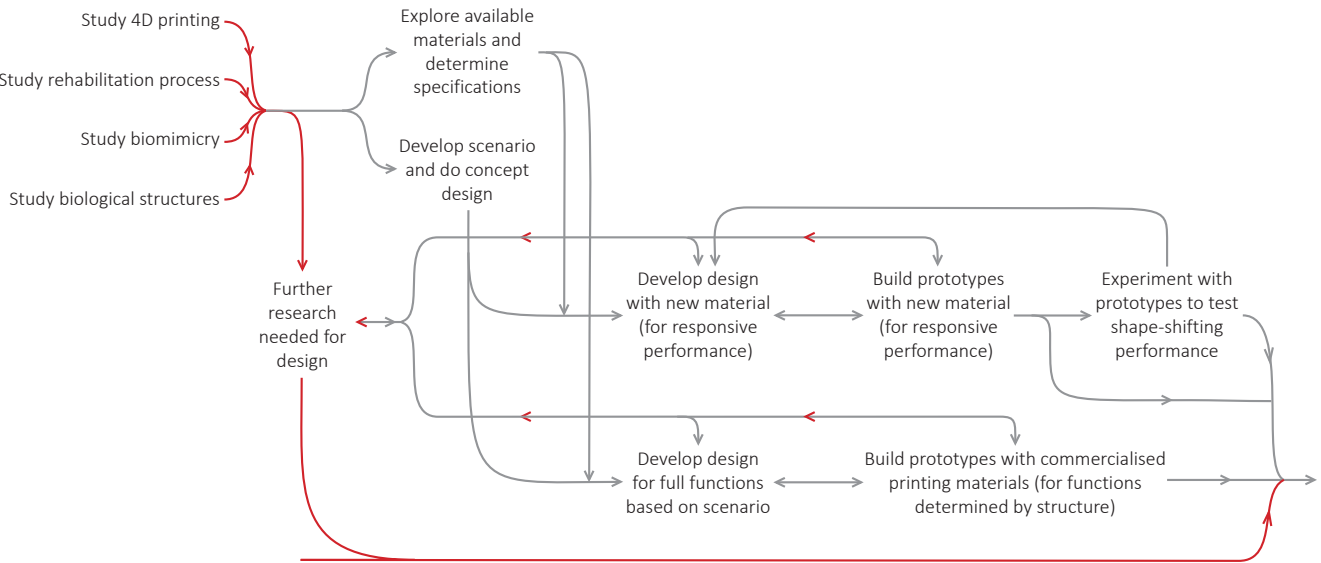 Study 4D printing
Study rehabilitation process
Study biomimicry
Study biological structures
Explore available
materials and
determine
specifications
Develop scenario
and do concept
design
Further
research
needed for
design
Develop design
with new material
(for responsive
performance)
Build prototypes
with new material
(for responsive
performance)
Experiment with
prototypes to test
shape-shifting
performance
Develop design
for full functions
based on scenario
Build prototypes with commercialised
printing materials (for functions
determined by structure)